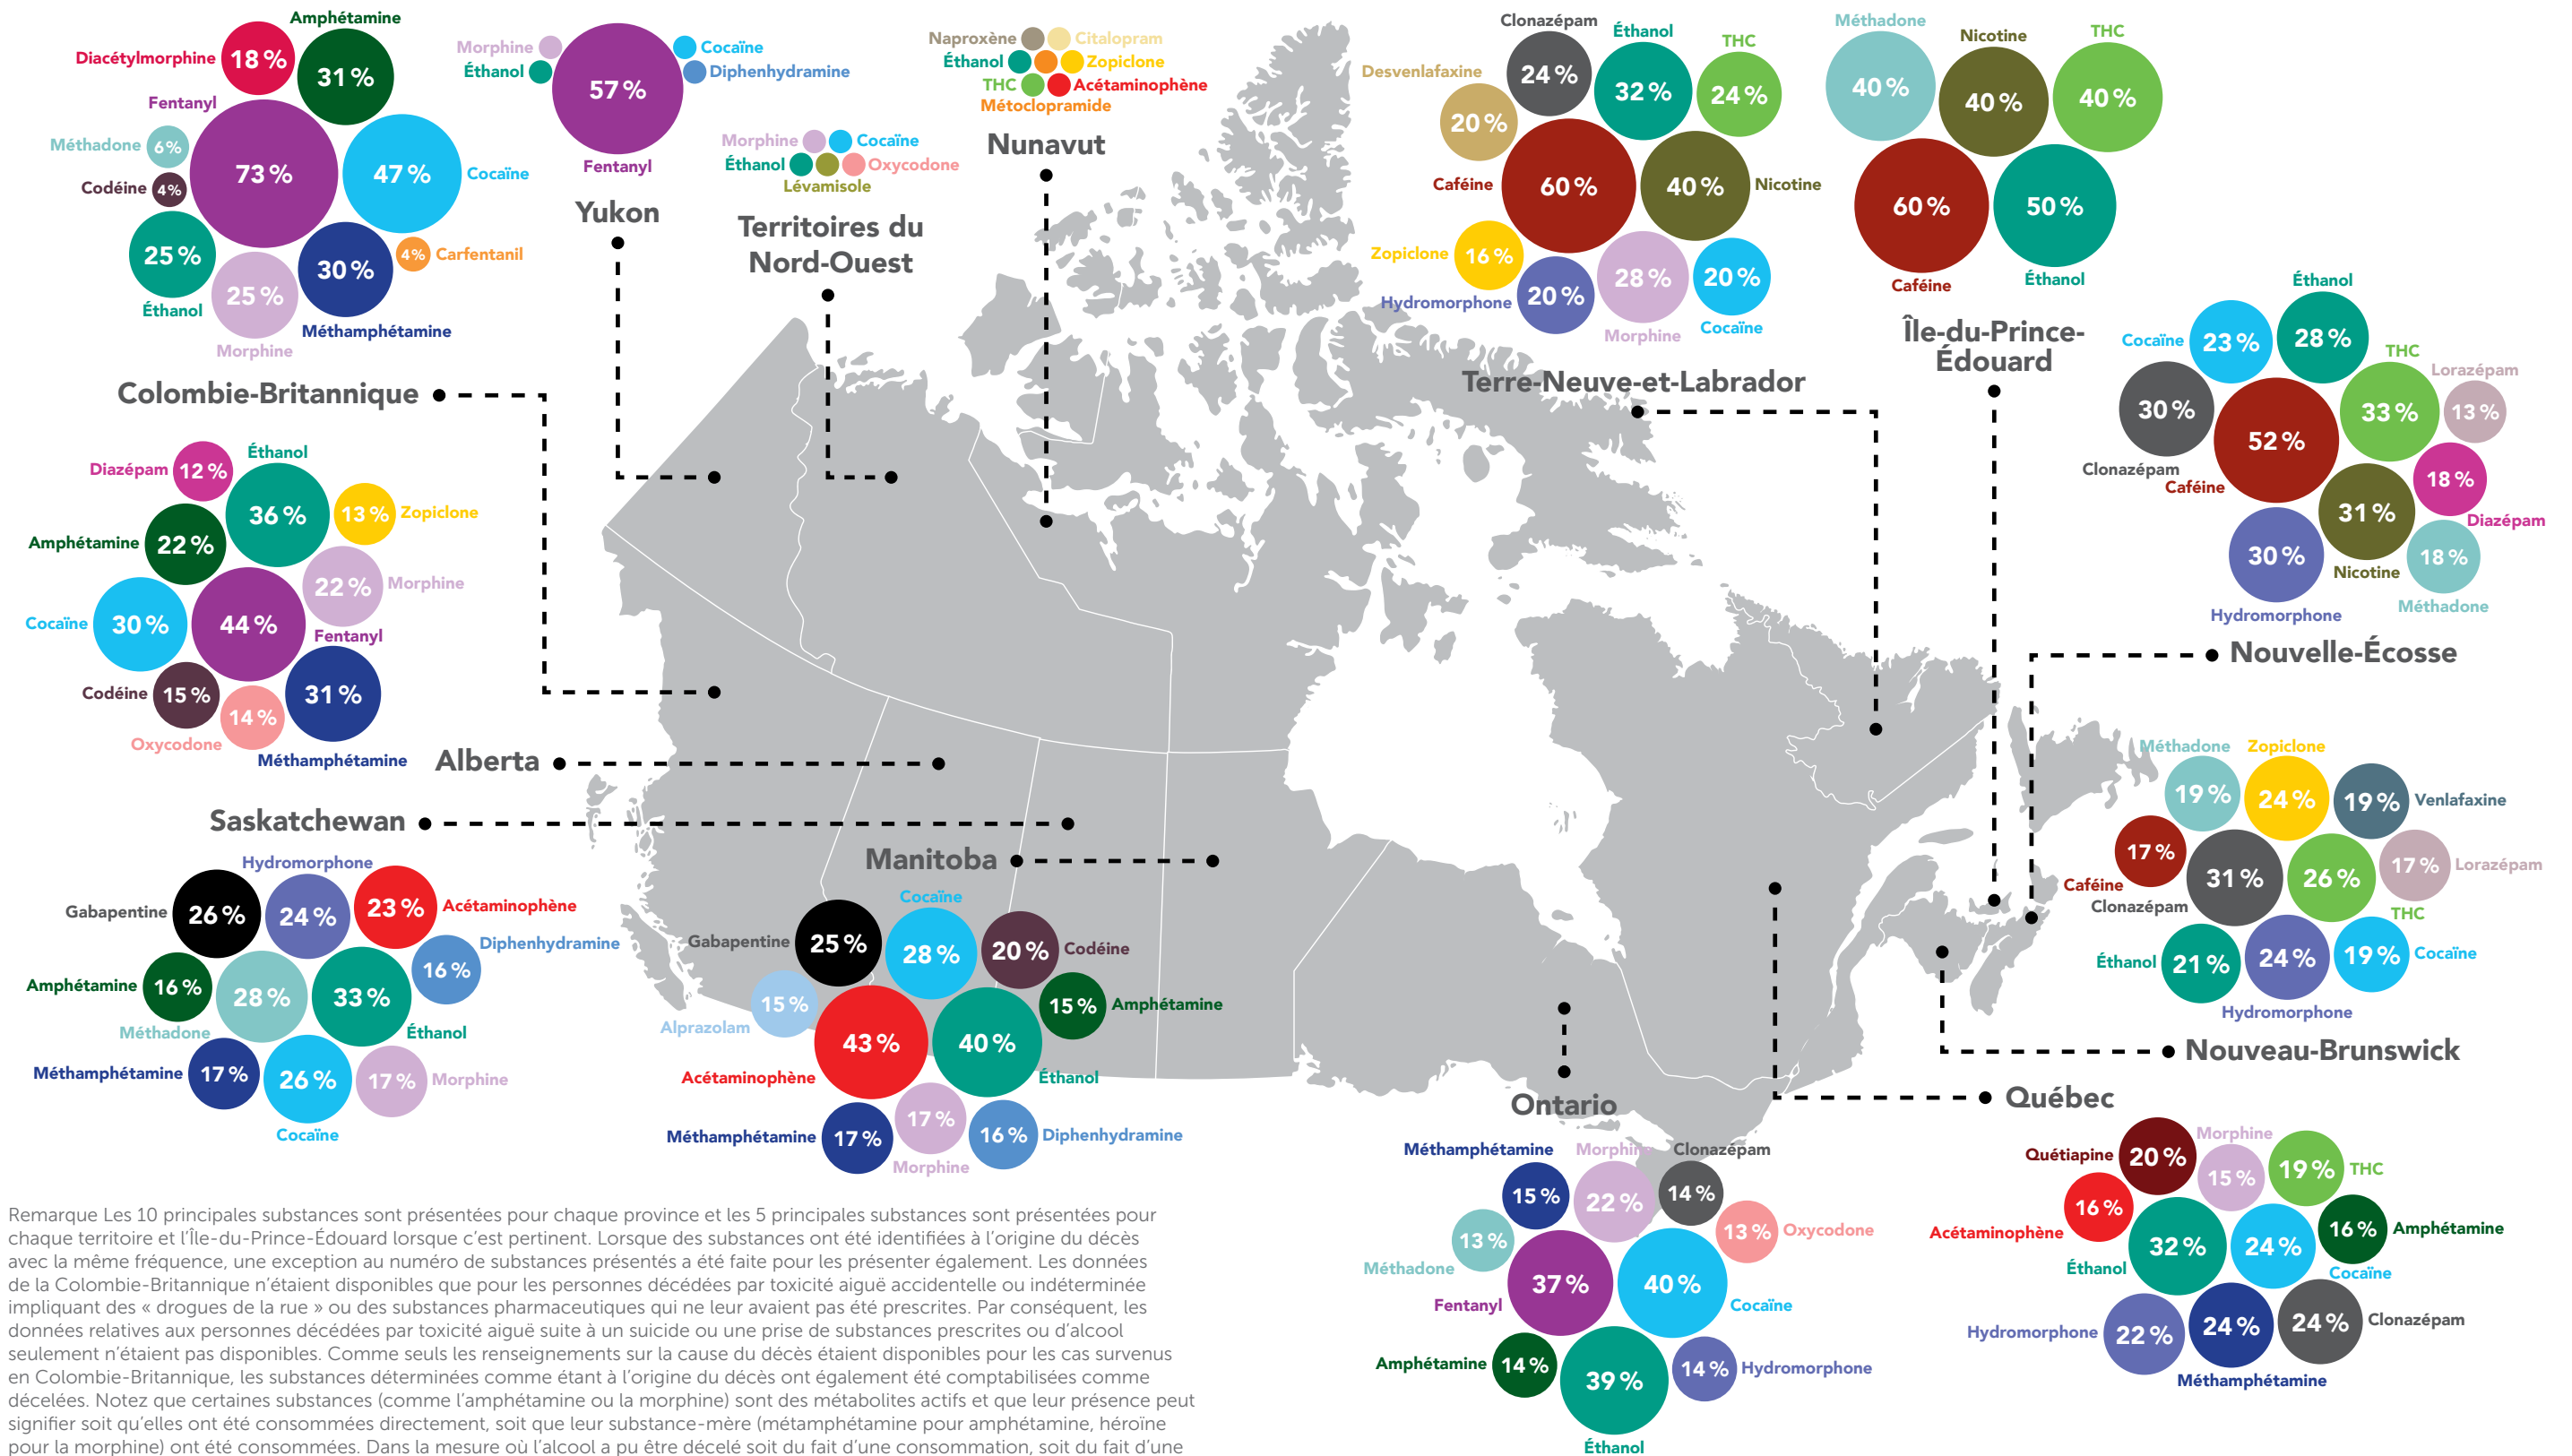 Amphétamine
31 %
Diacétylmorphine
18 %
Fentanyl
73 %
Méthadone
6 %
Codéine
4 %
47 %
Cocaïne
25 %
Éthanol
25 %
Morphine
30 %
Méthamphétamine
4 %
Carfentanil
Colombie-Britannique
Morphine
Éthanol
57 %
Fentanyl
Cocaïne
Diphenhydramine
Yukon
Morphine
Cocaïne
Éthanol
Oxycodone
Lévamisole
Territoires du
Nord-Ouest
Naproxène
Citalopram
Éthanol
Zopiclone
THC
Acétaminophène
Métoclopramide
Nunavut
Clonazépam
24 %
Éthanol
32 %
THC
24 %
Desvenlafaxine
20 %
Caféine
60 %
40 %
Nicotine
Zopiclone
16 %
Hydromorphone
20 %
28 %
Morphine
20 %
Cocaïne
Terre-Neuve-et-Labrador
Méthadone
40 %
Nicotine
40 %
THC
40 %
60 %
Caféine
50 %
Éthanol
Île-du-Prince-
Édouard
Cocaïne
23 %
Éthanol
28 %
THC
33 %
Lorazépam
13 %
30 %
Clonazépam
52 %
Caféine
18 %
Diazépam
31 %
Nicotine
30 %
Hydromorphone
18 %
Méthadone
Nouvelle-Écosse
Diazépam
12 %
Éthanol
36 %
13 %
Zopiclone
Amphétamine
22 %
22 %
Morphine
Cocaïne
30 %
44 %
Fentanyl
Codéine
15 %
14 %
Oxycodone
31 %
Méthamphétamine
Alberta
Saskatchewan
Gabapentine
26 %
Hydromorphone
24 %
23 %
Acétaminophène
Diphenhydramine
16 %
Amphétamine
16 %
28 %
Méthadone
33 %
Éthanol
Méthamphétamine
17 %
26 %
Cocaïne
17 %
Morphine
Manitoba
Gabapentine
25 %
Cocaïne
28 %
20 %
Codéine
15 %
Alprazolam
15 %
Amphétamine
43 %
Acétaminophène
40 %
Éthanol
Méthamphétamine
17 %
17 %
Morphine
16 %
Diphenhydramine
Méthadone
19 %
Zopiclone
24 %
19 %
Venlafaxine
17 %
Caféine
31 %
Clonazépam
26 %
THC
17 %
Lorazépam
Éthanol
21 %
24 %
Hydromorphone
19 %
Cocaïne
Nouveau-Brunswick
Ontario
Méthamphétamine
15 %
Morphine
22 %
Clonazépam
14 %
13 %
Oxycodone
13 %
Méthadone
Fentanyl
37 %
40 %
Cocaïne
Amphétamine
14 %
39 %
Éthanol
14 %
Hydromorphone
Québec
Quétiapine
20 %
Morphine
15 %
19 %
THC
16 %
Acétaminophène
16 %
Amphétamine
32 %
Éthanol
24 %
Cocaïne
Hydromorphone
22 %
24 %
Méthamphétamine
24 %
Clonazépam
Remarque Les 10 principales substances sont présentées pour chaque province et les 5 principales substances sont présentées pour
chaque territoire et l’Île-du-Prince-Édouard lorsque c’est pertinent. Lorsque des substances ont été identifiées à l’origine du décès
avec la même fréquence, une exception au numéro de substances présentés a été faite pour les présenter également. Les données
de la Colombie-Britannique n’étaient disponibles que pour les personnes décédées par toxicité aiguë accidentelle ou indéterminée
impliquant des « drogues de la rue » ou des substances pharmaceutiques qui ne leur avaient pas été prescrites. Par conséquent, les
données relatives aux personnes décédées par toxicité aiguë suite à un suicide ou une prise de substances prescrites ou d’alcool
seulement n’étaient pas disponibles. Comme seuls les renseignements sur la cause du décès étaient disponibles pour les cas survenus
en Colombie-Britannique, les substances déterminées comme étant à l’origine du décès ont également été comptabilisées comme
décelées. Notez que certaines substances (comme l’amphétamine ou la morphine) sont des métabolites actifs et que leur présence peut
signifier soit qu’elles ont été consommées directement, soit que leur substance-mère (métamphétamine pour amphétamine, héroïne
pour la morphine) ont été consommées. Dans la mesure où l’alcool a pu être décelé soit du fait d’une consommation, soit du fait d’une